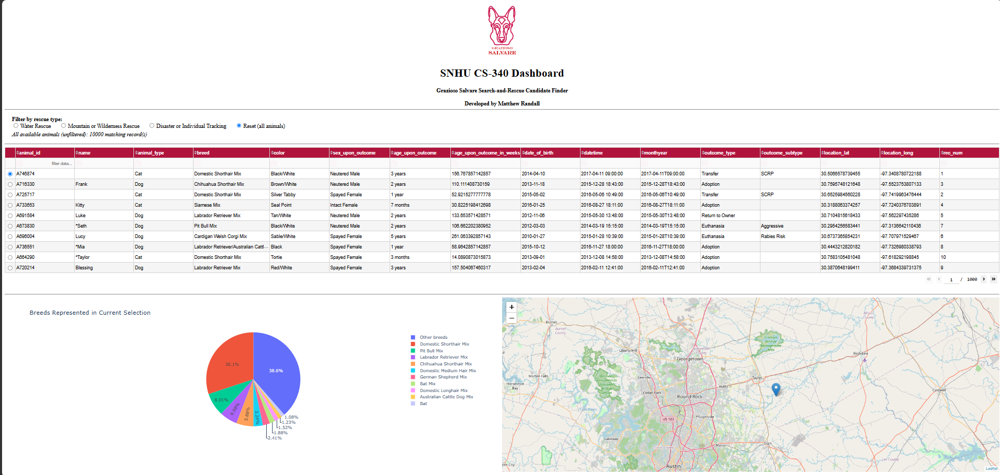 GRAZIOSO
SALVARE
SNHU CS-340 Dashboard
Grazioso Salvare Search-and-Rescue Candidate Finder
Developed by Matthew Randall
Filter by rescue type:
Water Rescue Mountain or Wilderness Rescue Disaster or Individual Tracking Reset (all animals)
All available animals (unfiltered): 10000 matching record(s)
animal_id name animal_type breed color sex_upon_outcome age_upon_outcome age_upon_outcome_in_weeks date_of_birth datetime monthyear outcome_type outcome_subtype location_lat location_long rec_num
filter data...
A746874 Cat Domestic Shorthair Mix Black/White Neutered Male 3 years 156.767857142857 2014-04-10 2017-04-11 09:00:00 2017-04-11T09:00:00 Transfer SCRP 30.5066578739455 -97.3408780722188 1
A716330 Frank Dog Chihuahua Shorthair Mix Brown/White Neutered Male 2 years 110.111408730159 2013-11-18 2015-12-28 18:43:00 2015-12-28T18:43:00 Adoption 30.7595748121648 -97.5523753807133 3
A725717 Cat Domestic Shorthair Mix Silver Tabby Spayed Female 1 year 52.9215277777778 2015-05-02 2016-05-06 10:49:00 2016-05-06T10:49:00 Transfer SCRP 30.6525984560228 -97.7419963476444 2
A733653 Kitty Cat Siamese Mix Seal Point Intact Female 7 months 30.8225198412698 2016-01-25 2016-08-27 18:11:00 2016-08-27T18:11:00 Adoption 30.3188063374257 -97.7240376703891 4
A691584 Luke Dog Labrador Retriever Mix Tan/White Neutered Male 2 years 133.653571428571 2012-11-06 2015-05-30 13:48:00 2015-05-30T13:48:00 Return to Owner 30.7104815618433 -97.562297435286 5
A673830 *Seth Dog Pit Bull Mix Black/White Neutered Male 2 years 106.662202380952 2012-03-03 2014-03-19 15:15:00 2014-03-19T15:15:00 Euthanasia Aggressive 30.2954256583441 -97.3136642110436 7
A696004 Lucy Dog Cardigan Welsh Corgi Mix Sable/White Spayed Female 5 years 261.063392857143 2010-01-27 2015-01-28 10:39:00 2015-01-28T10:39:00 Euthanasia Rabies Risk 30.6737365854231 -97.707971529467 6
A736551 *Mia Dog Labrador Retriever/Australian Cattl... Black Spayed Female 1 year 58.9642857142857 2015-10-12 2016-11-27 18:00:00 2016-11-27T18:00:00 Adoption 30.4443212820182 -97.7326980338793 8
A664290 *Taylor Cat Domestic Shorthair Mix Tortie Spayed Female 3 months 14.0890873015873 2013-09-01 2013-12-08 14:58:00 2013-12-08T14:58:00 Adoption 30.7583105481048 -97.618292198845 10
A720214 Blessing Dog Labrador Retriever Mix Red/White Spayed Female 3 years 157.504067460317 2013-02-04 2016-02-11 12:41:00 2016-02-11T12:41:00 Adoption 30.3870648199411 -97.3684339731375 9
« ‹ 1 / 1000 › »
Breeds Represented in Current Selection
38.6%
30.1%
8.01%
6.08%
5.88%
3.24%
2.41%
1.88%
1.52%
1.23%
1.08%
Other breeds
Domestic Shorthair Mix
Pit Bull Mix
Labrador Retriever Mix
Chihuahua Shorthair Mix
Domestic Medium Hair Mix
German Shepherd Mix
Bat Mix
Domestic Longhair Mix
Australian Cattle Dog Mix
Bat
+
−
Burnet
Burnet County
Milam County
Granger Wildlife Management Area
Liberty Hill
Williamson County
Georgetown
Rockdale
Marble Falls
Leander
Balcones Canyonlands National Wildlife Refuge
Taylor
Horseshoe Bay
Cedar Park
Hutto
Caldwell
Round Rock
Lake Travis
US 183
Pflugerville
Lakeway
Travis County
Manor
Elgin
Lee County
son City
Austin
Leaflet